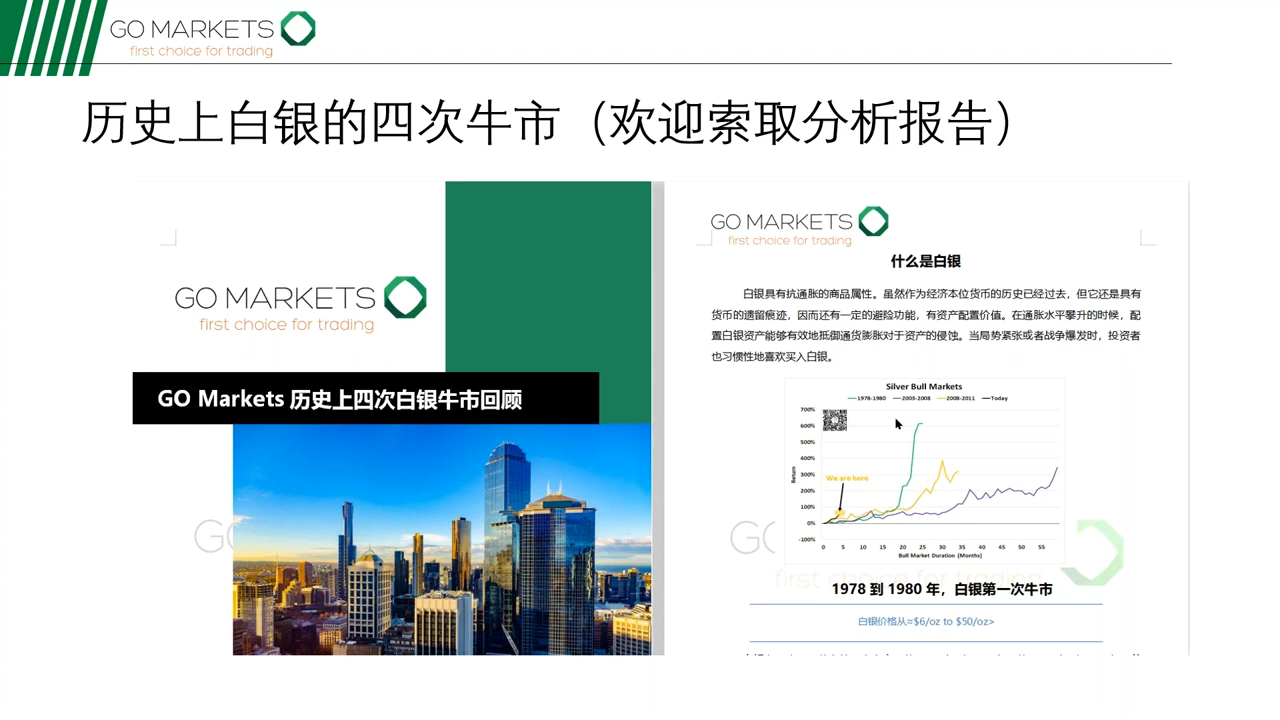 GO MARKETS
first choice for trading
历史上白银的四次牛市（欢迎索取分析报告）
GO MARKETS
first choice for trading
GO Markets 历史上四次白银牛市回顾
GO
GO MARKETS
first choice for trading
什么是白银
白银具有抗通胀的商品属性。虽然作为经济本位货币的历史已经过去，但它还是具有
货币的遗留痕迹，因而还有一定的避险功能，有资产配置价值。在通胀水平攀升的时候，配
置白银资产能够有效地抵御通货膨胀对于资产的侵蚀。当局势紧张或者战争爆发时，投资者
也习惯性地喜欢买入白银。
Silver Bull Markets
1978-1980 2003-2008 2008-2011 Today
700%
600%
500%
400%
300%
200%
100%
0%
-100%
Return
We are here
0 5 10 15 20 25 30 35 40 45 50 55
Bull Market Duration (Months)
GO
first choice for trading
1978 到 1980 年，白银第一次牛市
白银价格从≈$6/oz to $50/oz>